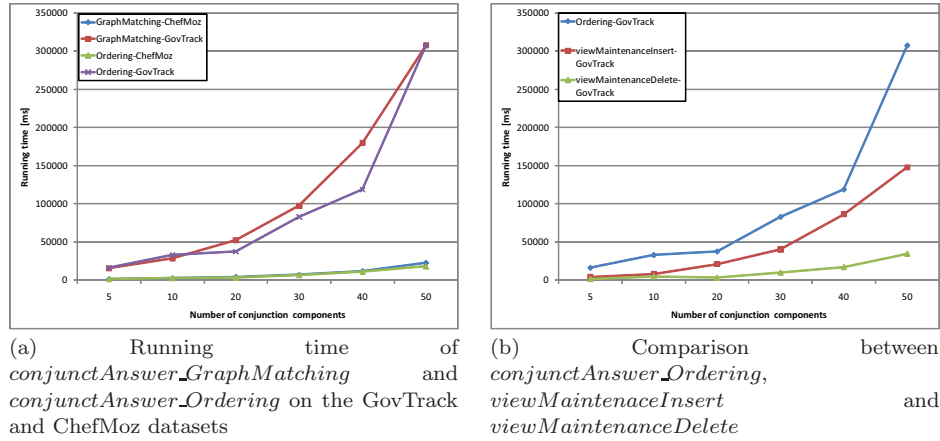 350000
300000
250000
200000
150000
100000
50000
0
Running time [ms]
GraphMatching-ChefMoz
GraphMatching-GovTrack
Ordering-ChefMoz
Ordering-GovTrack
5 10 20 30 40 50
Number of conjunction components
(a) Running time of
conjunctAnswer_GraphMatching and
conjunctAnswer_Ordering on the GovTrack
and ChefMoz datasets
350000
300000
250000
200000
150000
100000
50000
0
Running time [ms]
Ordering-GovTrack
viewMaintenanceInsert-
GovTrack
viewMaintenanceDelete-
GovTrack
5 10 20 30 40 50
Number of conjunction components
(b) Comparison between
conjunctAnswer_Ordering,
viewMaintenaceInsert and
viewMaintenanceDelete